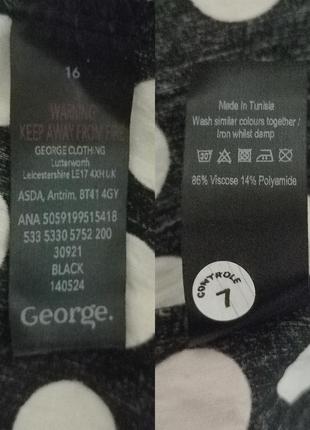 16
WARNING
KEEP AWAY FROM FIRE
GEORGE CLOTHING
Lutterworth
Leicestershire LE17 4XH UK
ASDA, Antrim. BT41 4GY
ANA 5059199515418
533 5330 5752 200
30921
BLACK
140524
George.
Made In Tunisia
Wash similar colours together /
Iron whilst damp
86% Viscose 14% Polyamide
CONTROLE
7